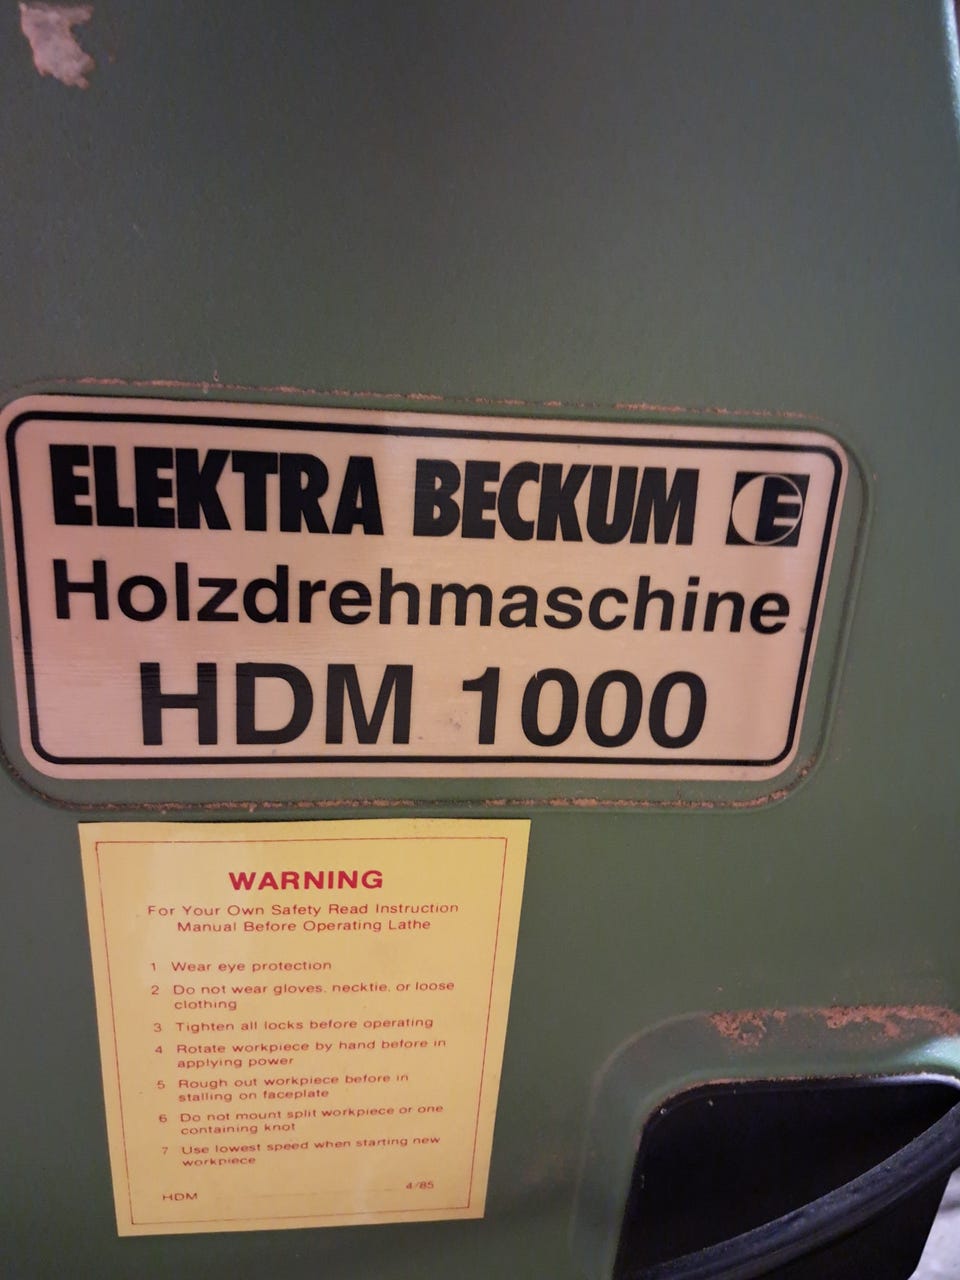 ELEKTRA BECKUM E
Holzdrehmaschine
HDM 1000
WARNING
For Your Own Safety Read Instruction
Manual Before Operating Lathe
1 Wear eye protection
2 Do not wear gloves, necktie, or loose
clothing
3 Tighten all locks before operating
4 Rotate workpiece by hand before in
applying power
5 Rough out workpiece before in
stalling on faceplate
6 Do not mount split workpiece or one
containing knot
7 Use lowest speed when starting new
workpiece
HDM 4/85